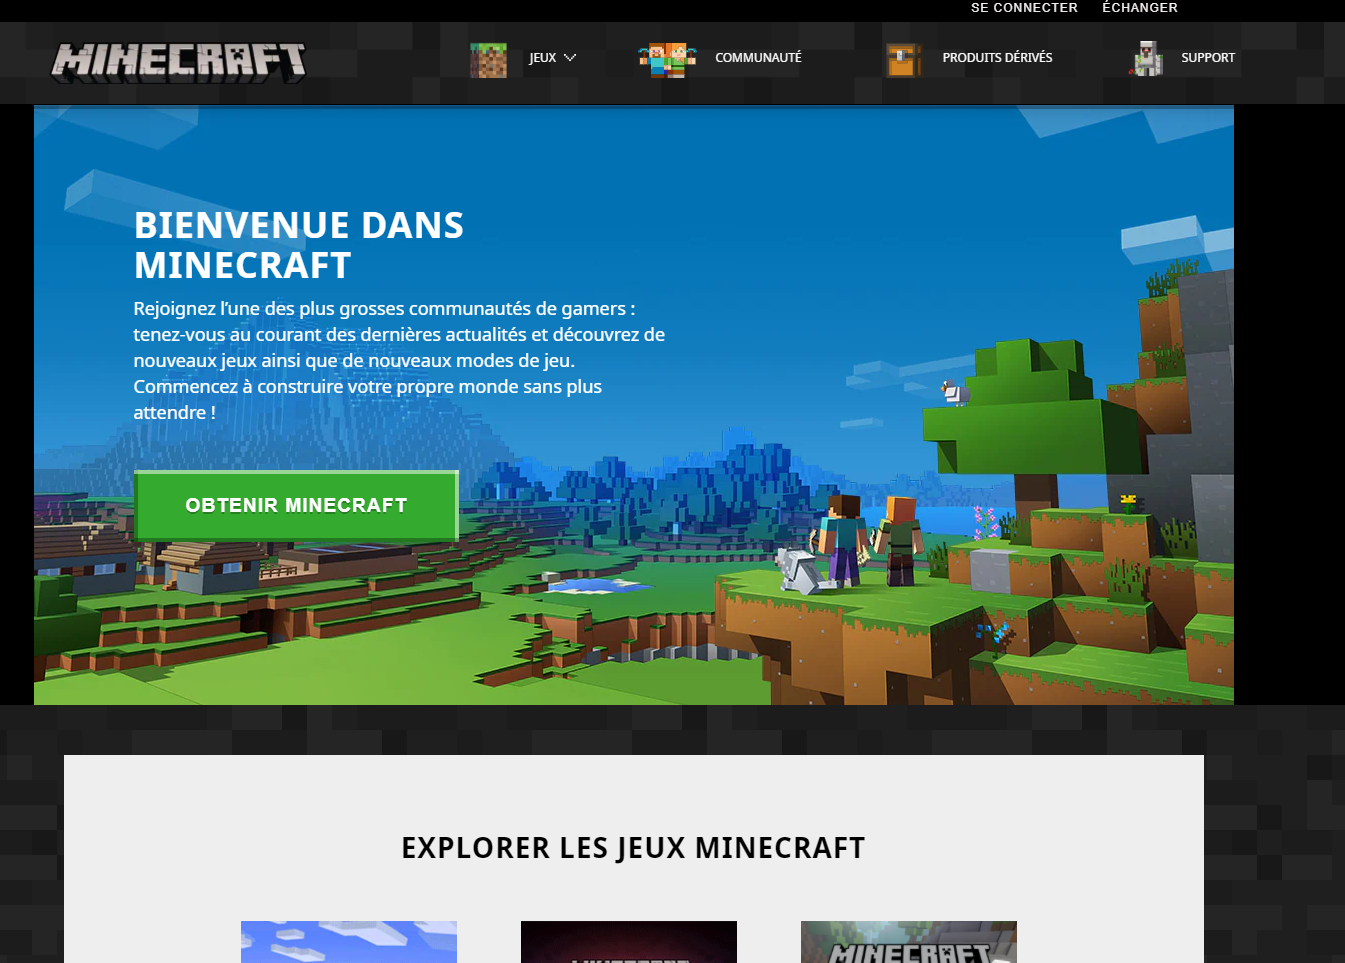 SE CONNECTER ÉCHANGER
MINECRAFT JEUX COMMUNAUTÉ PRODUITS DÉRIVÉS SUPPORT
BIENVENUE DANS
MINECRAFT
Rejoignez l’une des plus grosses communautés de gamers :
tenez-vous au courant des dernières actualités et découvrez de
nouveaux jeux ainsi que de nouveaux modes de jeu.
Commencez à construire votre propre monde sans plus
attendre !
OBTENIR MINECRAFT
EXPLORER LES JEUX MINECRAFT
MINECRAFT